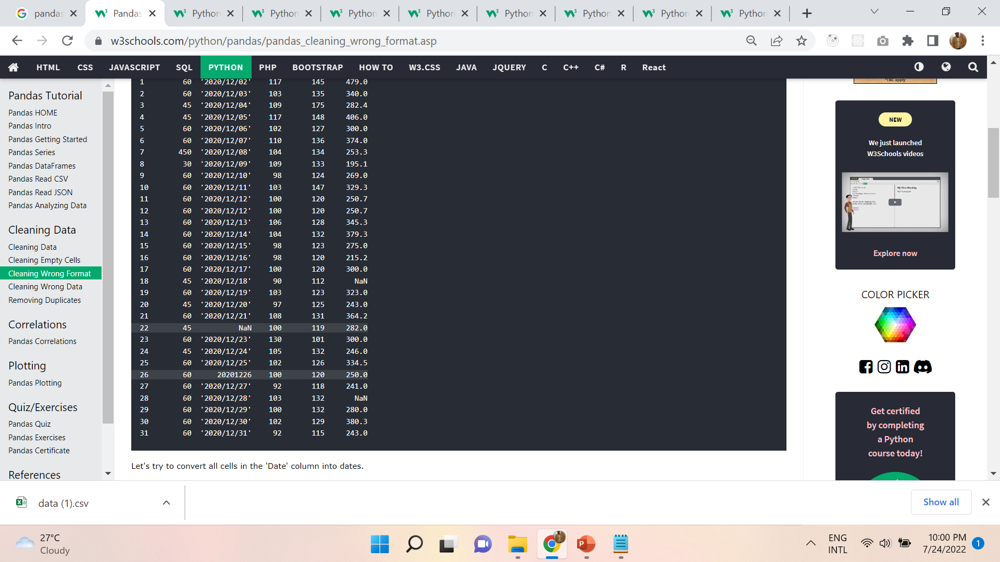 pandas
Pandas
Python
Python
Python
Python
Python
Python
Python
Python
w3schools.com/python/pandas/pandas_cleaning_wrong_format.asp
HTML CSS JAVASCRIPT SQL PYTHON PHP BOOTSTRAP HOW TO W3.CSS JAVA JQUERY C C++ C# R React
Pandas Tutorial
Pandas HOME
Pandas Intro
Pandas Getting Started
Pandas Series
Pandas DataFrames
Pandas Read CSV
Pandas Read JSON
Pandas Analyzing Data
Cleaning Data
Cleaning Data
Cleaning Empty Cells
Cleaning Wrong Format
Cleaning Wrong Data
Removing Duplicates
Correlations
Pandas Correlations
Plotting
Pandas Plotting
Quiz/Exercises
Pandas Quiz
Pandas Exercises
Pandas Certificate
References
1 60 '2020/12/02' 117 145 479.0
2 60 '2020/12/03' 103 135 340.0
3 45 '2020/12/04' 109 175 282.4
4 45 '2020/12/05' 117 148 406.0
5 60 '2020/12/06' 102 127 300.0
6 60 '2020/12/07' 110 136 374.0
7 450 '2020/12/08' 104 134 253.3
8 30 '2020/12/09' 109 133 195.1
9 60 '2020/12/10' 98 124 269.0
10 60 '2020/12/11' 103 147 329.3
11 60 '2020/12/12' 100 120 250.7
12 60 '2020/12/12' 100 120 250.7
13 60 '2020/12/13' 106 128 345.3
14 60 '2020/12/14' 104 132 379.3
15 60 '2020/12/15' 98 123 275.0
16 60 '2020/12/16' 98 120 215.2
17 60 '2020/12/17' 100 120 300.0
18 45 '2020/12/18' 90 112 NaN
19 60 '2020/12/19' 103 123 323.0
20 45 '2020/12/20' 97 125 243.0
21 60 '2020/12/21' 108 131 364.2
22 45 NaN 100 119 282.0
23 60 '2020/12/23' 130 101 300.0
24 45 '2020/12/24' 105 132 246.0
25 60 '2020/12/25' 102 126 334.5
26 60 20201226 100 120 250.0
27 60 '2020/12/27' 92 118 241.0
28 60 '2020/12/28' 103 132 NaN
29 60 '2020/12/29' 100 132 280.0
30 60 '2020/12/30' 102 129 380.3
31 60 '2020/12/31' 92 115 243.0
Let's try to convert all cells in the 'Date' column into dates.
*T&C apply
NEW
We just launched
W3Schools videos
My First Heading
Explore now
COLOR PICKER
Get certified
by completing
a Python
course today!
data (1).csv
Show all
27°C
Cloudy
ENG
INTL
10:00 PM
7/24/2022
1